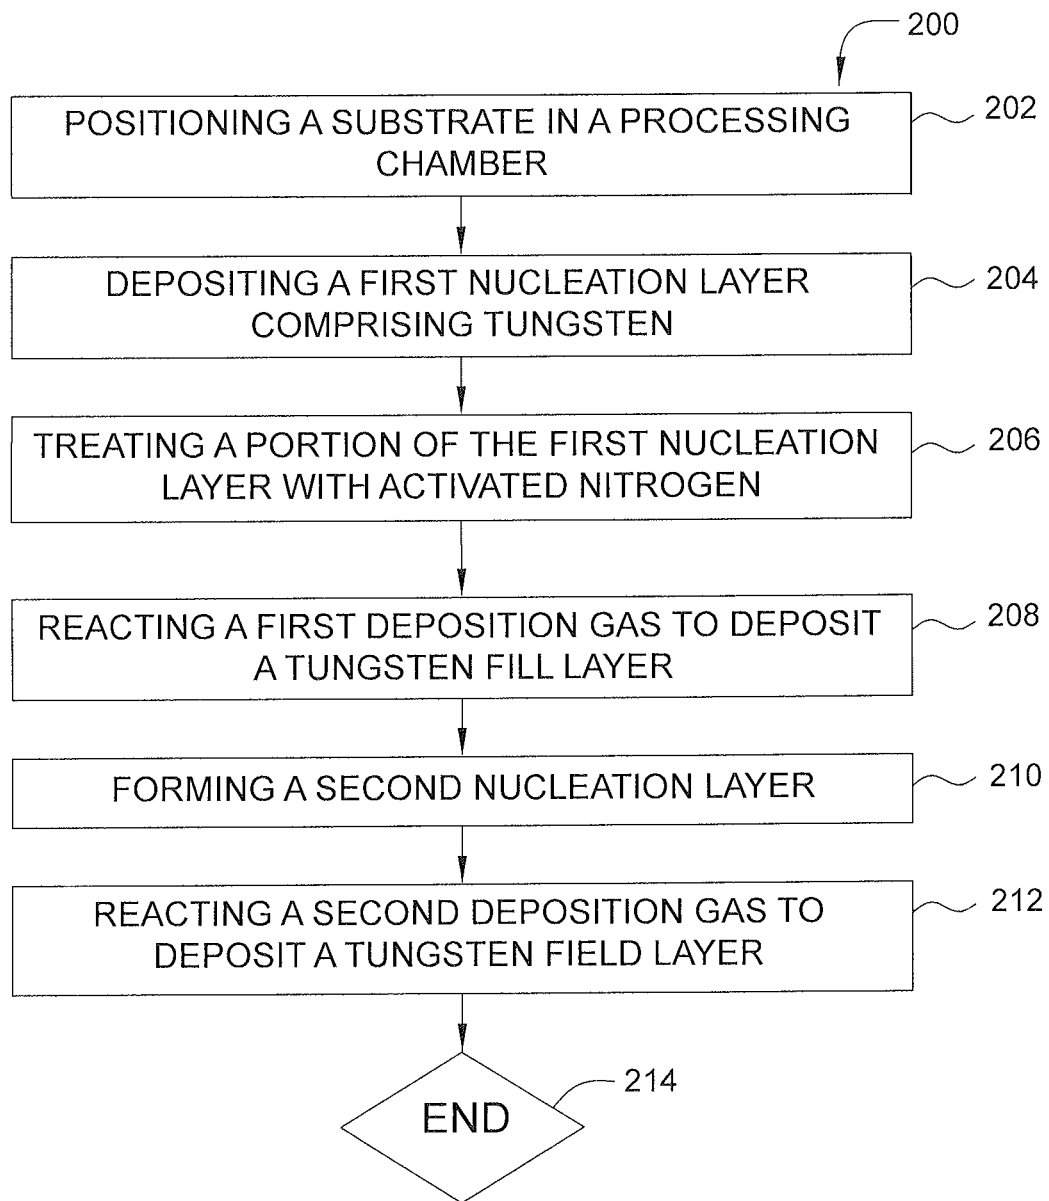 200
POSITIONING A SUBSTRATE IN A PROCESSING
CHAMBER
202
DEPOSITING A FIRST NUCLEATION LAYER
COMPRISING TUNGSTEN
204
TREATING A PORTION OF THE FIRST NUCLEATION
LAYER WITH ACTIVATED NITROGEN
206
REACTING A FIRST DEPOSITION GAS TO DEPOSIT
A TUNGSTEN FILL LAYER
208
FORMING A SECOND NUCLEATION LAYER
210
REACTING A SECOND DEPOSITION GAS TO
DEPOSIT A TUNGSTEN FIELD LAYER
212
END
214